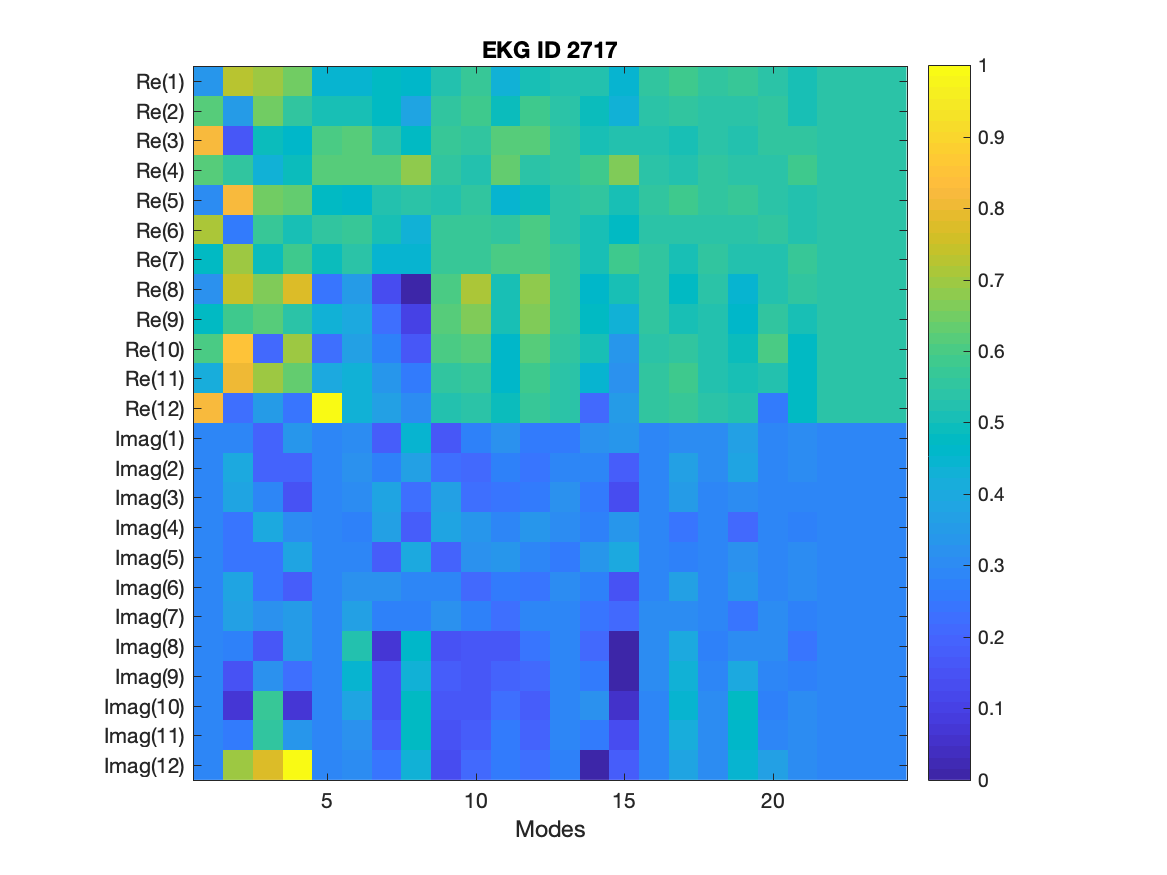 EKG ID 2717
Re(1)
Re(2)
Re(3)
Re(4)
Re(5)
Re(6)
Re(7)
Re(8)
Re(9)
Re(10)
Re(11)
Re(12)
Imag(1)
Imag(2)
Imag(3)
Imag(4)
Imag(5)
Imag(6)
Imag(7)
Imag(8)
Imag(9)
Imag(10)
Imag(11)
Imag(12)
5 10 15 20
Modes
1
0.9
0.8
0.7
0.6
0.5
0.4
0.3
0.2
0.1
0